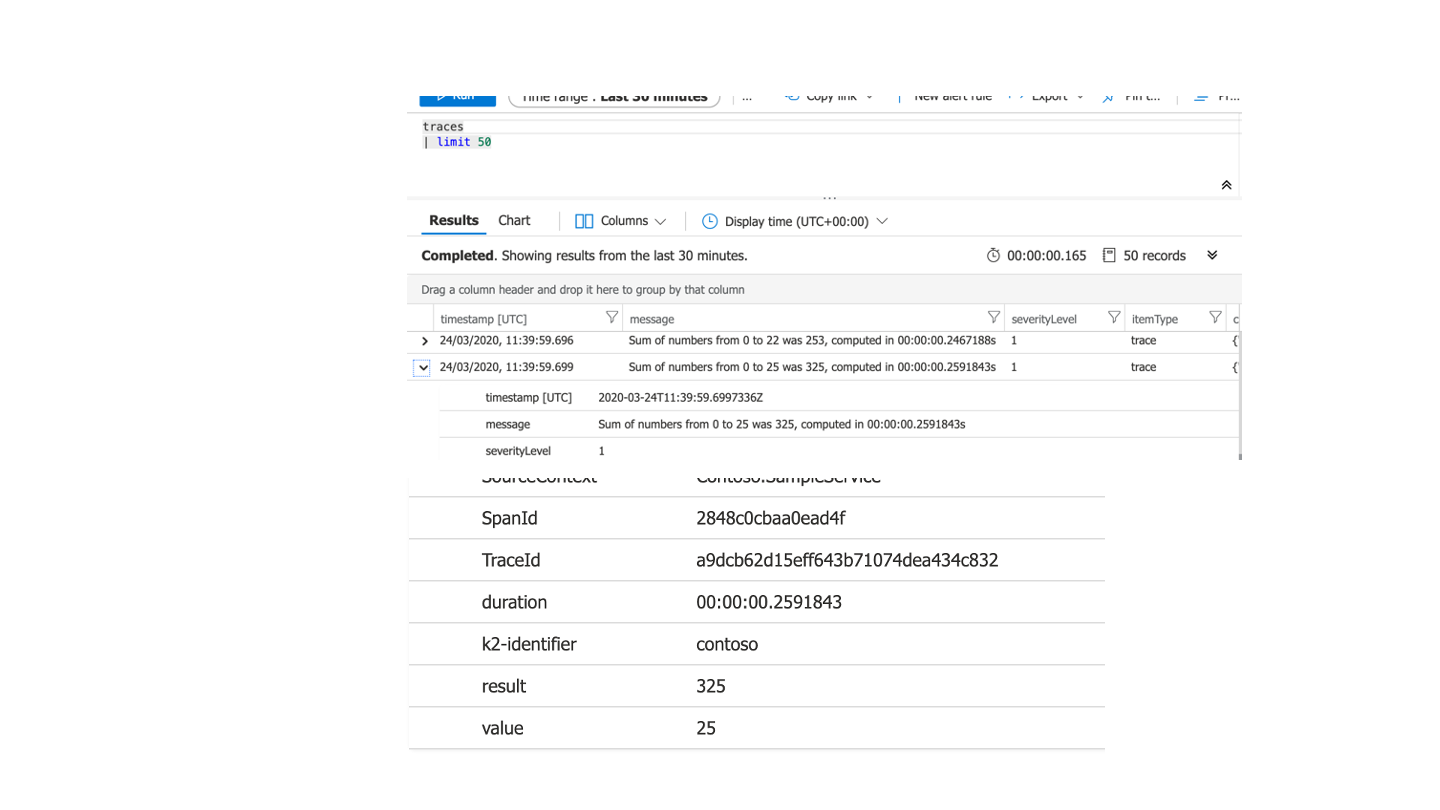 Run Time range : Last 30 minutes ... Copy link New alert rule Export Pin t... Pr...
traces
| limit 50
...
Results Chart Columns Display time (UTC+00:00)
Completed. Showing results from the last 30 minutes. 00:00:00.165 50 records
Drag a column header and drop it here to group by that column
timestamp [UTC] message severityLevel itemType c
24/03/2020, 11:39:59.696 Sum of numbers from 0 to 22 was 253, computed in 00:00:00.2467188s 1 trace {
24/03/2020, 11:39:59.699 Sum of numbers from 0 to 25 was 325, computed in 00:00:00.2591843s 1 trace {
timestamp [UTC] 2020-03-24T11:39:59.6997336Z
message Sum of numbers from 0 to 25 was 325, computed in 00:00:00.2591843s
severityLevel 1
SourceContext Contoso.SampleService
SpanId 2848c0cbaa0ead4f
TraceId a9dcb62d15eff643b71074dea434c832
duration 00:00:00.2591843
k2-identifier contoso
result 325
value 25